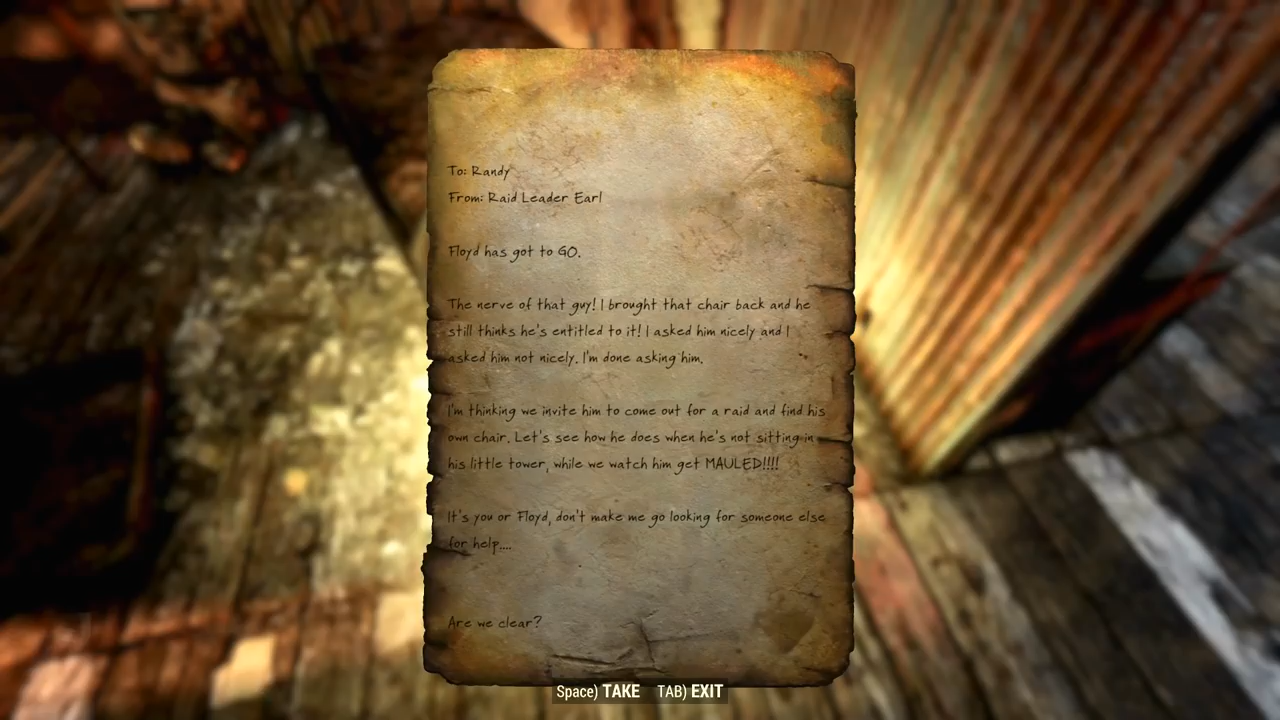 To: Randy
From: Raid Leader Earl
Floyd has got to GO.
The nerve of that guy! I brought that chair back and he
still thinks he's entitled to it! I asked him nicely and I
asked him not nicely. I'm done asking him.
I'm thinking we invite him to come out for a raid and find his
own chair. Let's see how he does when he's not sitting in
his little tower, while we watch him get MAULED!!!!
It's you or Floyd, don't make me go looking for someone else
for help....
Are we clear?
Space) TAKE TAB) EXIT